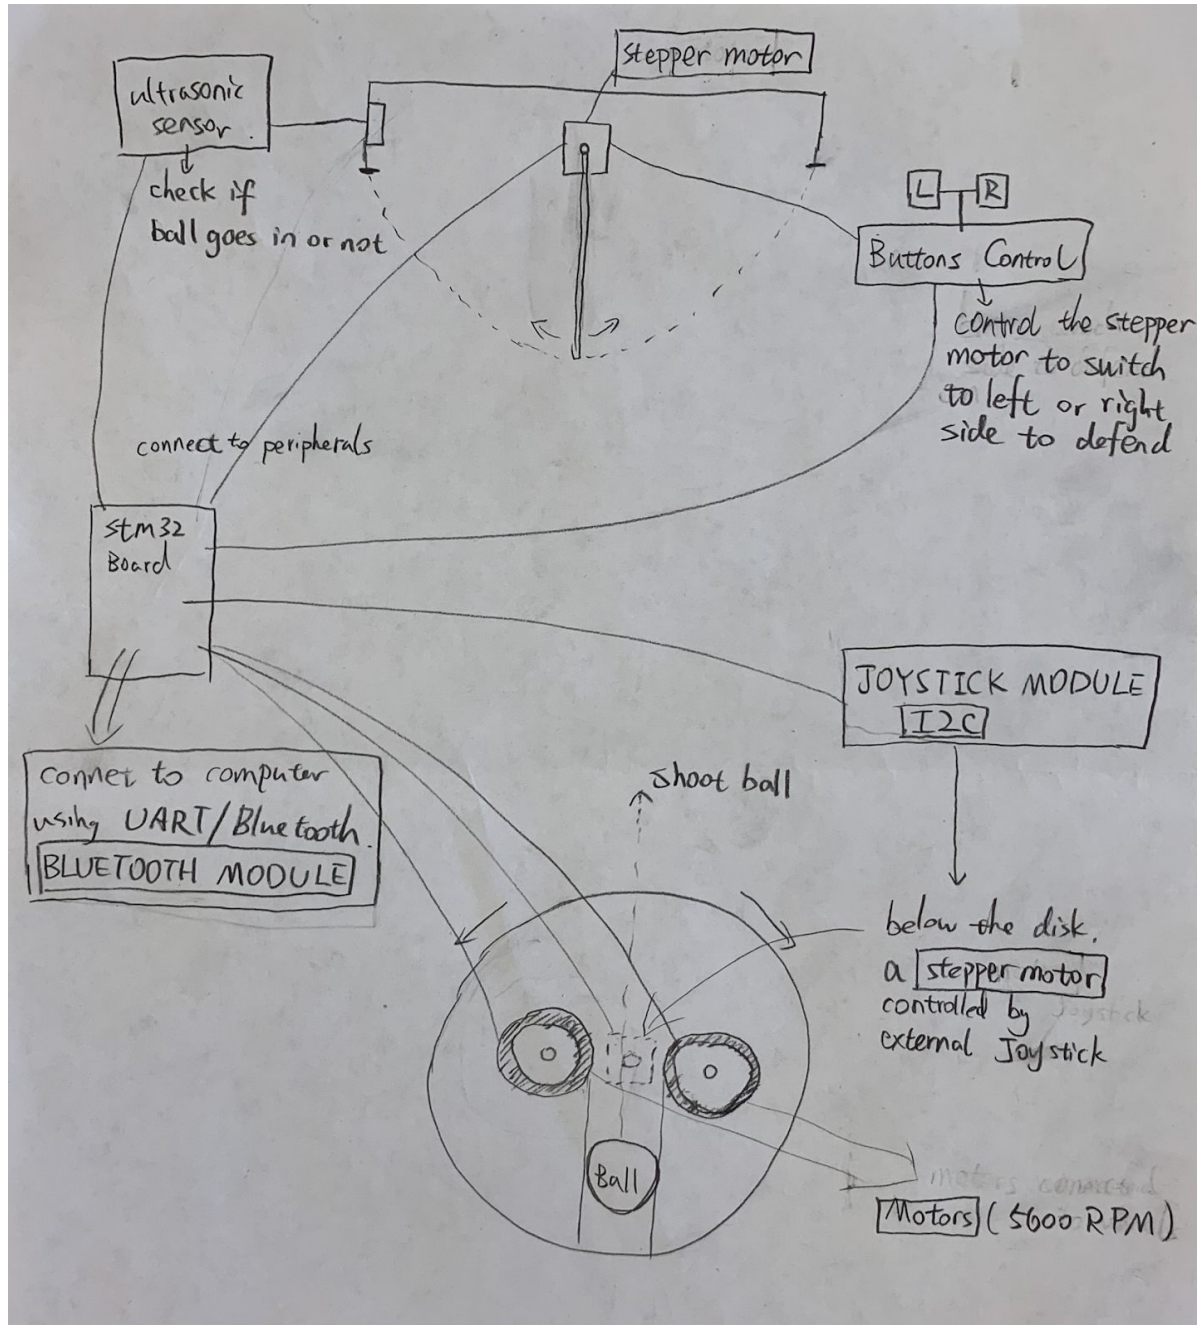 stepper motor
ultrasonic
sensor.
check if
ball goes in or not
L
R
Buttons Control
control the stepper
motor to switch
to left or right
side to defend
connect to peripherals
stm32
Board
JOYSTICK MODULE
I2C
connet to computer
using UART/Bluetooth.
BLUETOOTH MODULE
shoot ball
below the disk.
a stepper motor
controlled by Joystick
external Joystick
Ball
motors connected
Motors (5600 RPM)